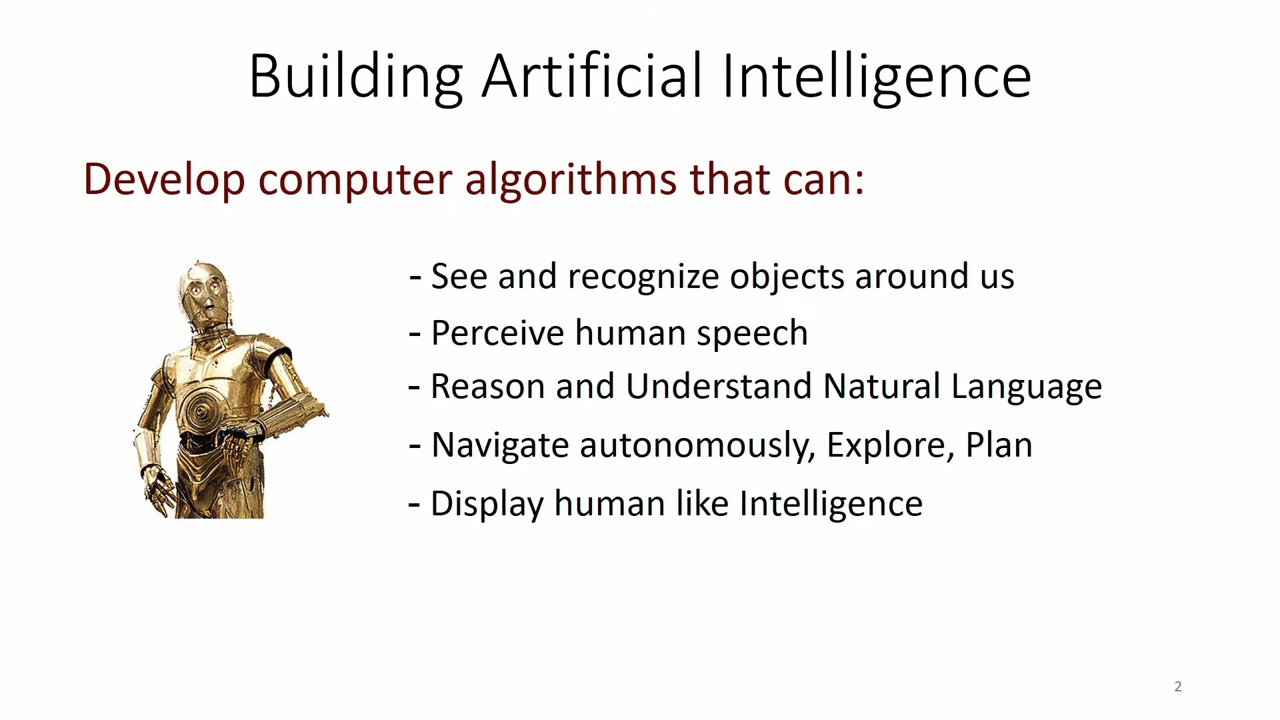 Building Artificial Intelligence
Develop computer algorithms that can:
- See and recognize objects around us
- Perceive human speech
- Reason and Understand Natural Language
- Navigate autonomously, Explore, Plan
- Display human like Intelligence
2